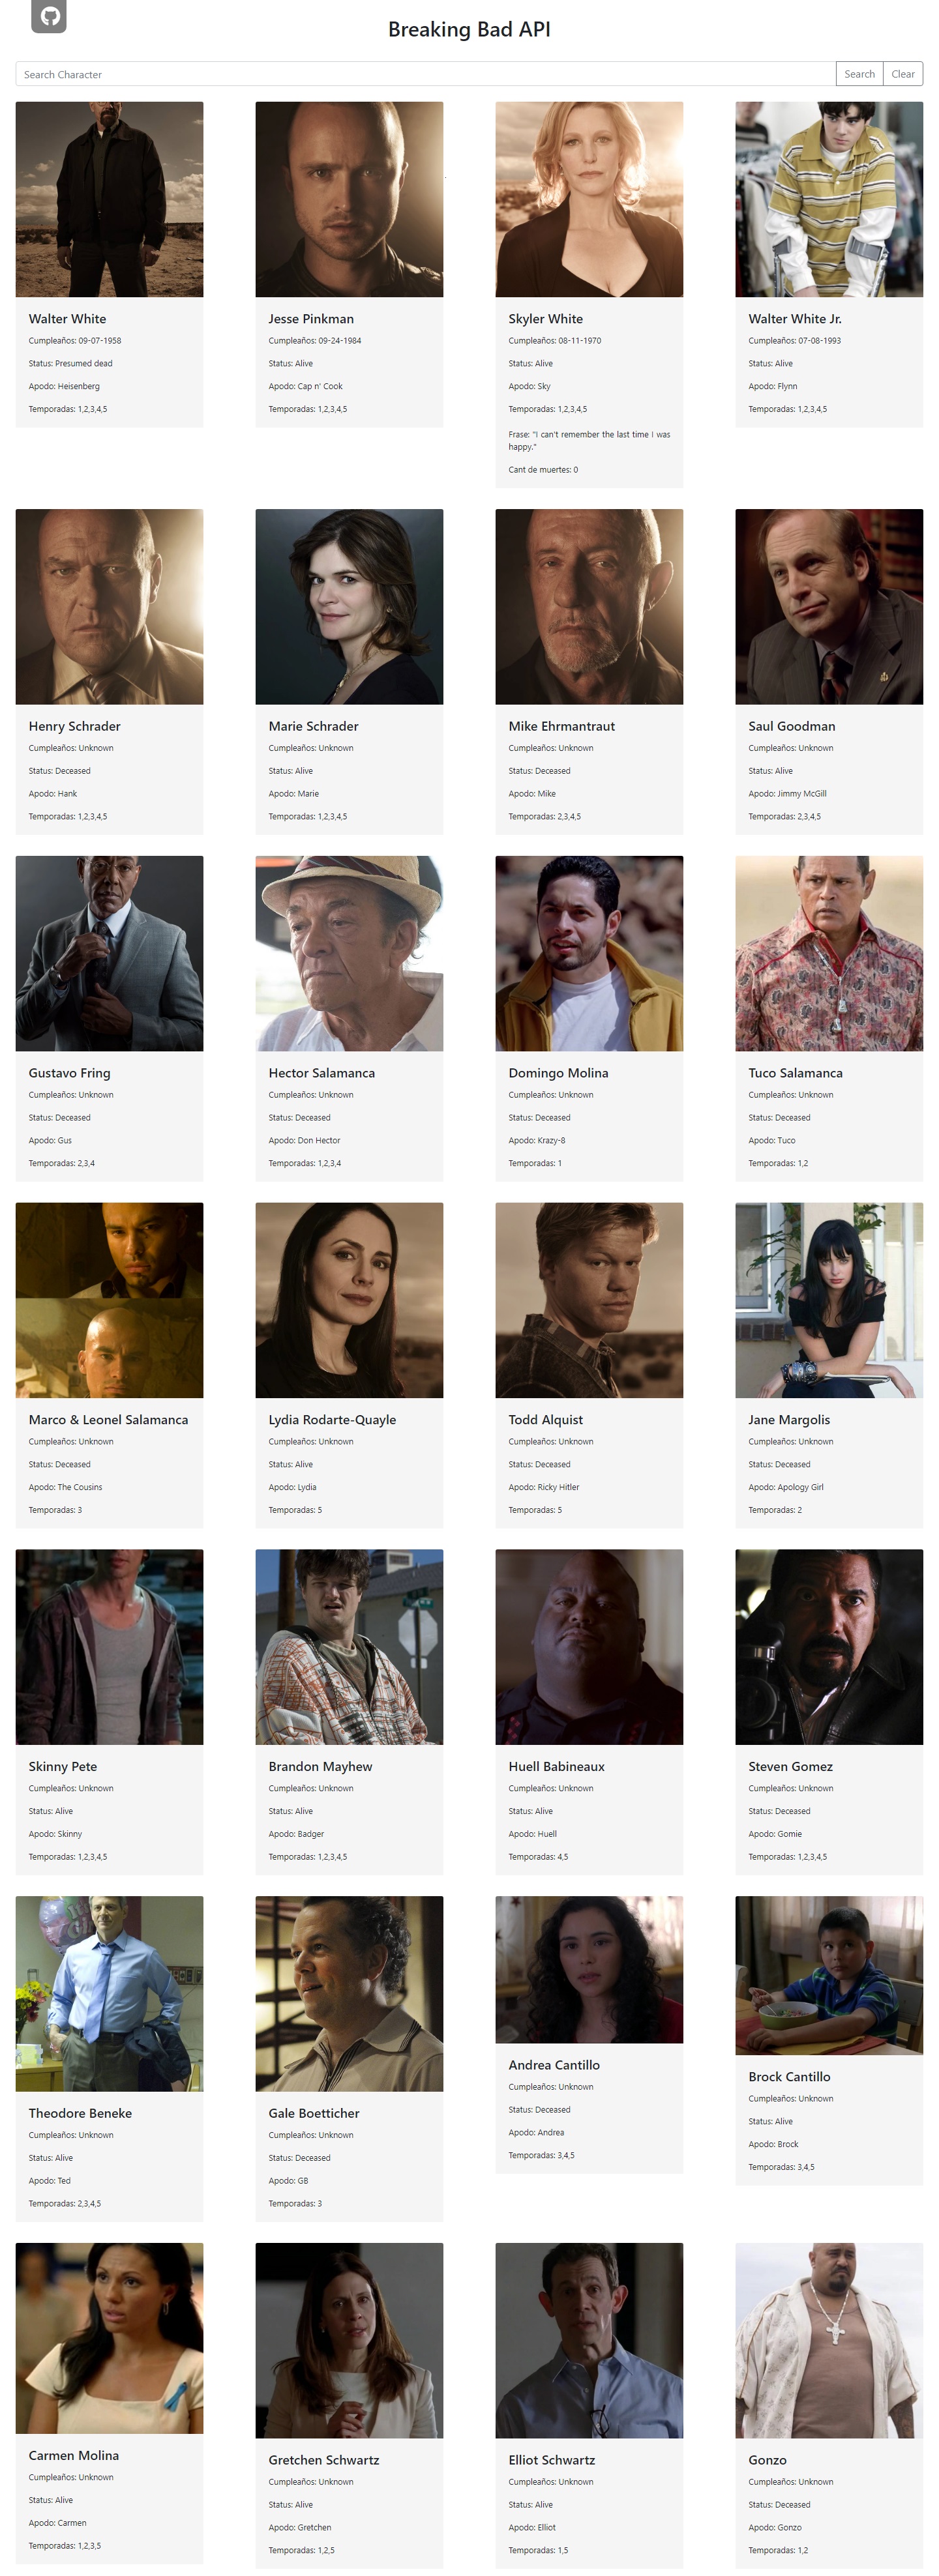 Breaking Bad API
Search Character
Search
Clear
Walter White
Cumpleaños: 09-07-1958
Status: Presumed dead
Apodo: Heisenberg
Temporadas: 1,2,3,4,5
Jesse Pinkman
Cumpleaños: 09-24-1984
Status: Alive
Apodo: Cap n' Cook
Temporadas: 1,2,3,4,5
Skyler White
Cumpleaños: 08-11-1970
Status: Alive
Apodo: Sky
Temporadas: 1,2,3,4,5
Frase: "I can't remember the last time I was
happy."
Cant de muertes: 0
Walter White Jr.
Cumpleaños: 07-08-1993
Status: Alive
Apodo: Flynn
Temporadas: 1,2,3,4,5
Henry Schrader
Cumpleaños: Unknown
Status: Deceased
Apodo: Hank
Temporadas: 1,2,3,4,5
Marie Schrader
Cumpleaños: Unknown
Status: Alive
Apodo: Marie
Temporadas: 1,2,3,4,5
Mike Ehrmantraut
Cumpleaños: Unknown
Status: Deceased
Apodo: Mike
Temporadas: 2,3,4,5
Saul Goodman
Cumpleaños: Unknown
Status: Alive
Apodo: Jimmy McGill
Temporadas: 2,3,4,5
Gustavo Fring
Cumpleaños: Unknown
Status: Deceased
Apodo: Gus
Temporadas: 2,3,4
Hector Salamanca
Cumpleaños: Unknown
Status: Deceased
Apodo: Don Hector
Temporadas: 1,2,3,4
Domingo Molina
Cumpleaños: Unknown
Status: Deceased
Apodo: Krazy-8
Temporadas: 1
Tuco Salamanca
Cumpleaños: Unknown
Status: Deceased
Apodo: Tuco
Temporadas: 1,2
Marco & Leonel Salamanca
Cumpleaños: Unknown
Status: Deceased
Apodo: The Cousins
Temporadas: 3
Lydia Rodarte-Quayle
Cumpleaños: Unknown
Status: Alive
Apodo: Lydia
Temporadas: 5
Todd Alquist
Cumpleaños: Unknown
Status: Deceased
Apodo: Ricky Hitler
Temporadas: 5
Jane Margolis
Cumpleaños: Unknown
Status: Deceased
Apodo: Apology Girl
Temporadas: 2
Skinny Pete
Cumpleaños: Unknown
Status: Alive
Apodo: Skinny
Temporadas: 1,2,3,4,5
Brandon Mayhew
Cumpleaños: Unknown
Status: Alive
Apodo: Badger
Temporadas: 1,2,3,4,5
Huell Babineaux
Cumpleaños: Unknown
Status: Alive
Apodo: Huell
Temporadas: 4,5
Steven Gomez
Cumpleaños: Unknown
Status: Deceased
Apodo: Gomie
Temporadas: 1,2,3,4,5
Theodore Beneke
Cumpleaños: Unknown
Status: Alive
Apodo: Ted
Temporadas: 2,3,4,5
Gale Boetticher
Cumpleaños: Unknown
Status: Deceased
Apodo: GB
Temporadas: 3
Andrea Cantillo
Cumpleaños: Unknown
Status: Deceased
Apodo: Andrea
Temporadas: 3,4,5
Brock Cantillo
Cumpleaños: Unknown
Status: Alive
Apodo: Brock
Temporadas: 3,4,5
Carmen Molina
Cumpleaños: Unknown
Status: Alive
Apodo: Carmen
Temporadas: 1,2,3,5
Gretchen Schwartz
Cumpleaños: Unknown
Status: Alive
Apodo: Gretchen
Temporadas: 1,2,5
Elliot Schwartz
Cumpleaños: Unknown
Status: Alive
Apodo: Elliot
Temporadas: 1,5
Gonzo
Cumpleaños: Unknown
Status: Deceased
Apodo: Gonzo
Temporadas: 1,2